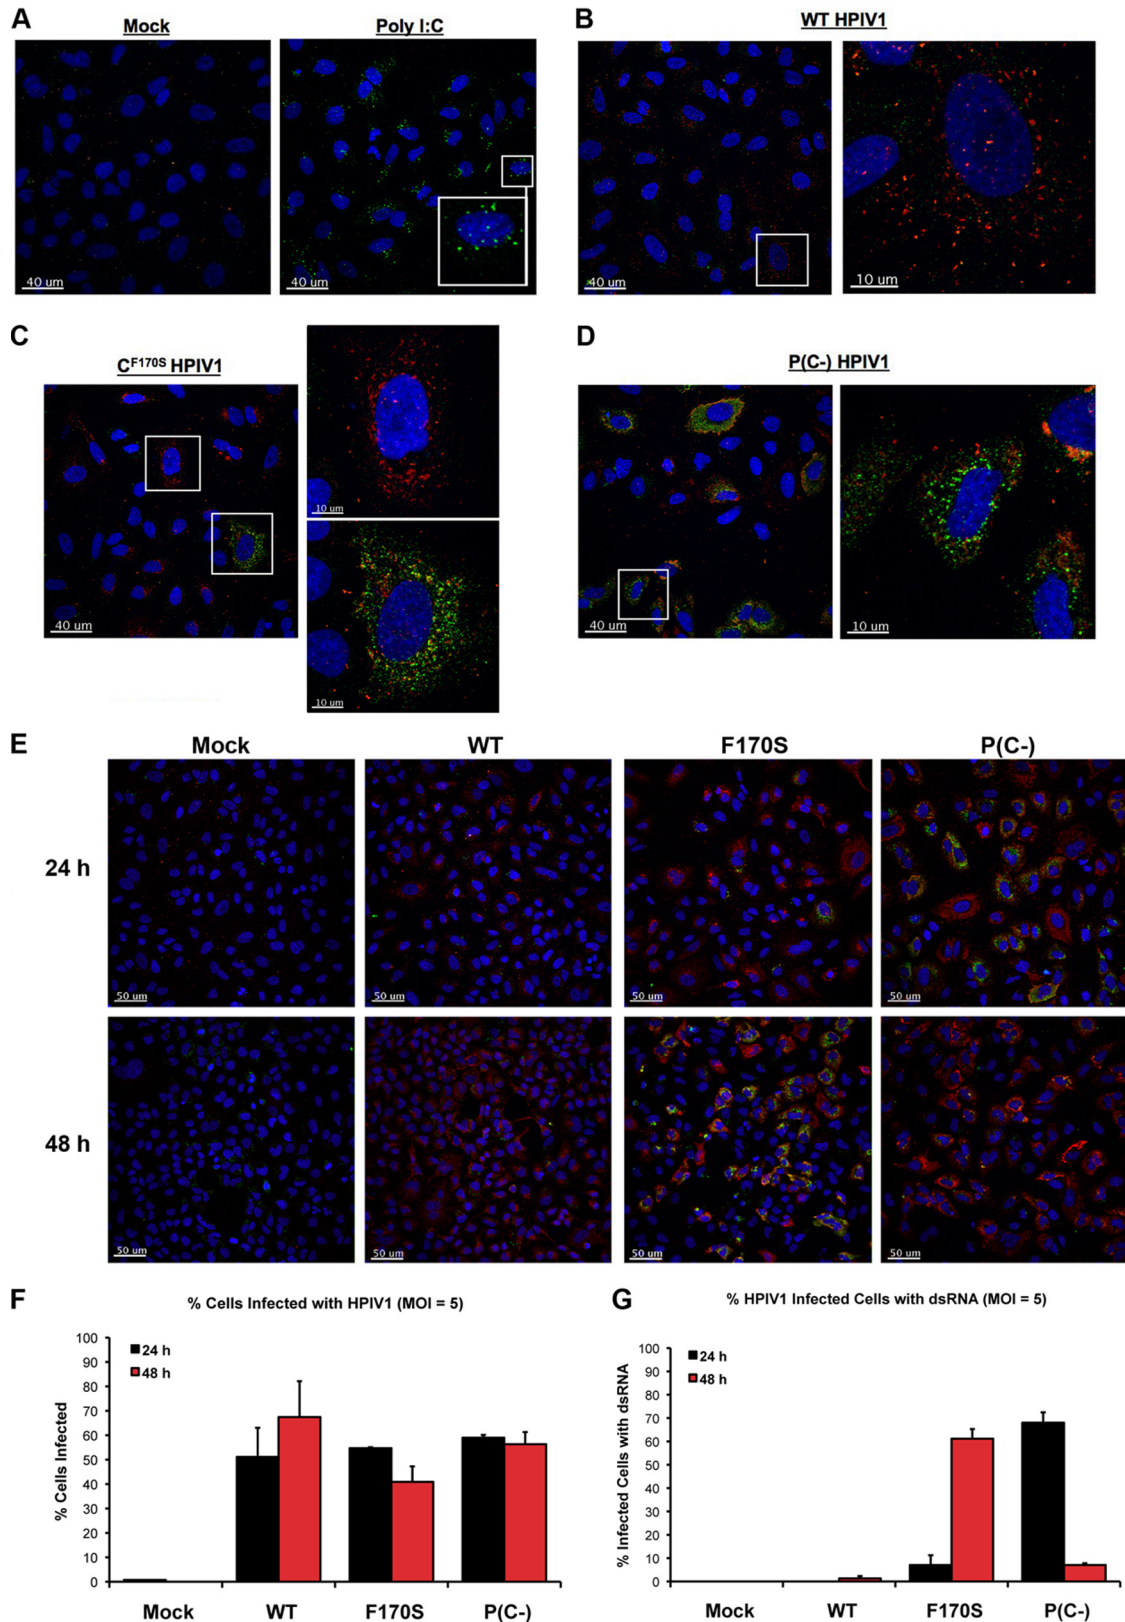 A
Mock
Poly I:C
40 um
40 um
B
WT HPIV1
40 um
10 um
C
C^F170S HPIV1
40 um
10 um
10 um
D
P(C-) HPIV1
40 um
10 um
E
Mock
WT
F170S
P(C-)
24 h
50 um
50 um
50 um
50 um
48 h
50 um
50 um
50 um
50 um
F
% Cells Infected with HPIV1 (MOI = 5)
24 h
48 h
% Cells Infected
100
90
80
70
60
50
40
30
20
10
0
Mock
WT
F170S
P(C-)
G
% HPIV1 Infected Cells with dsRNA (MOI = 5)
24 h
48 h
% Infected Cells with dsRNA
100
90
80
70
60
50
40
30
20
10
0
Mock
WT
F170S
P(C-)